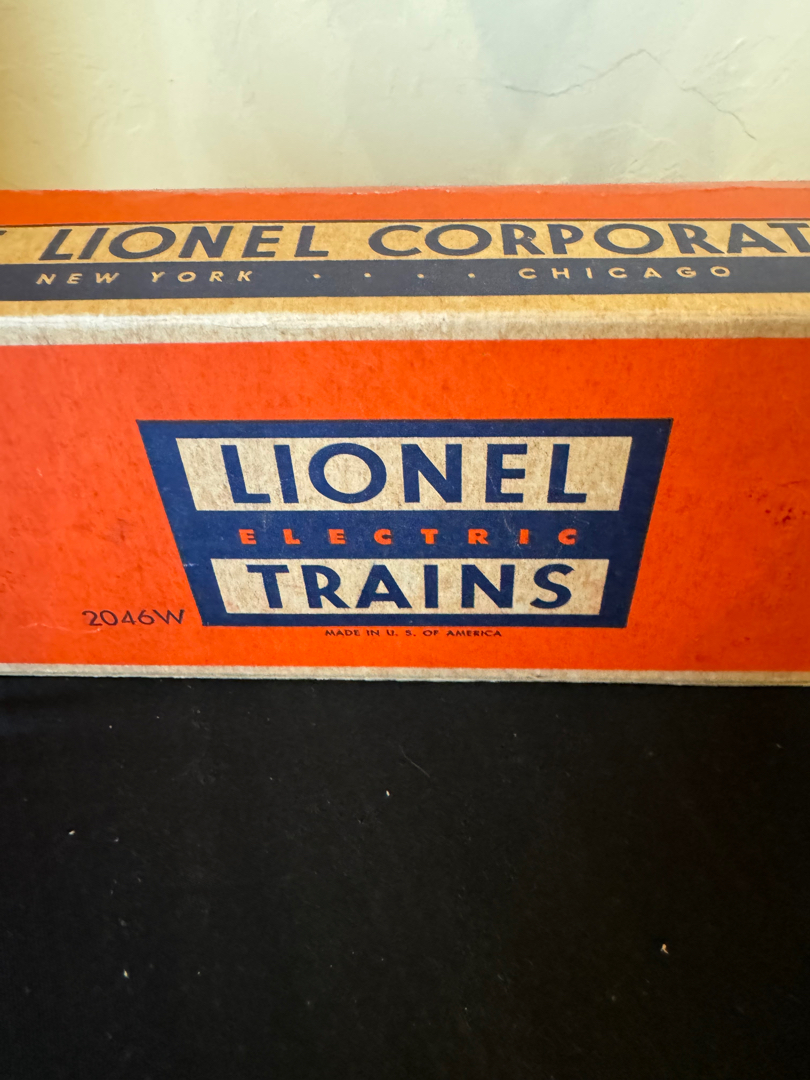 LIONEL CORPORAT
NEW YORK . . . . CHICAGO
LIONEL
ELECTRIC
TRAINS
2046W
MADE IN U. S. OF AMERICA